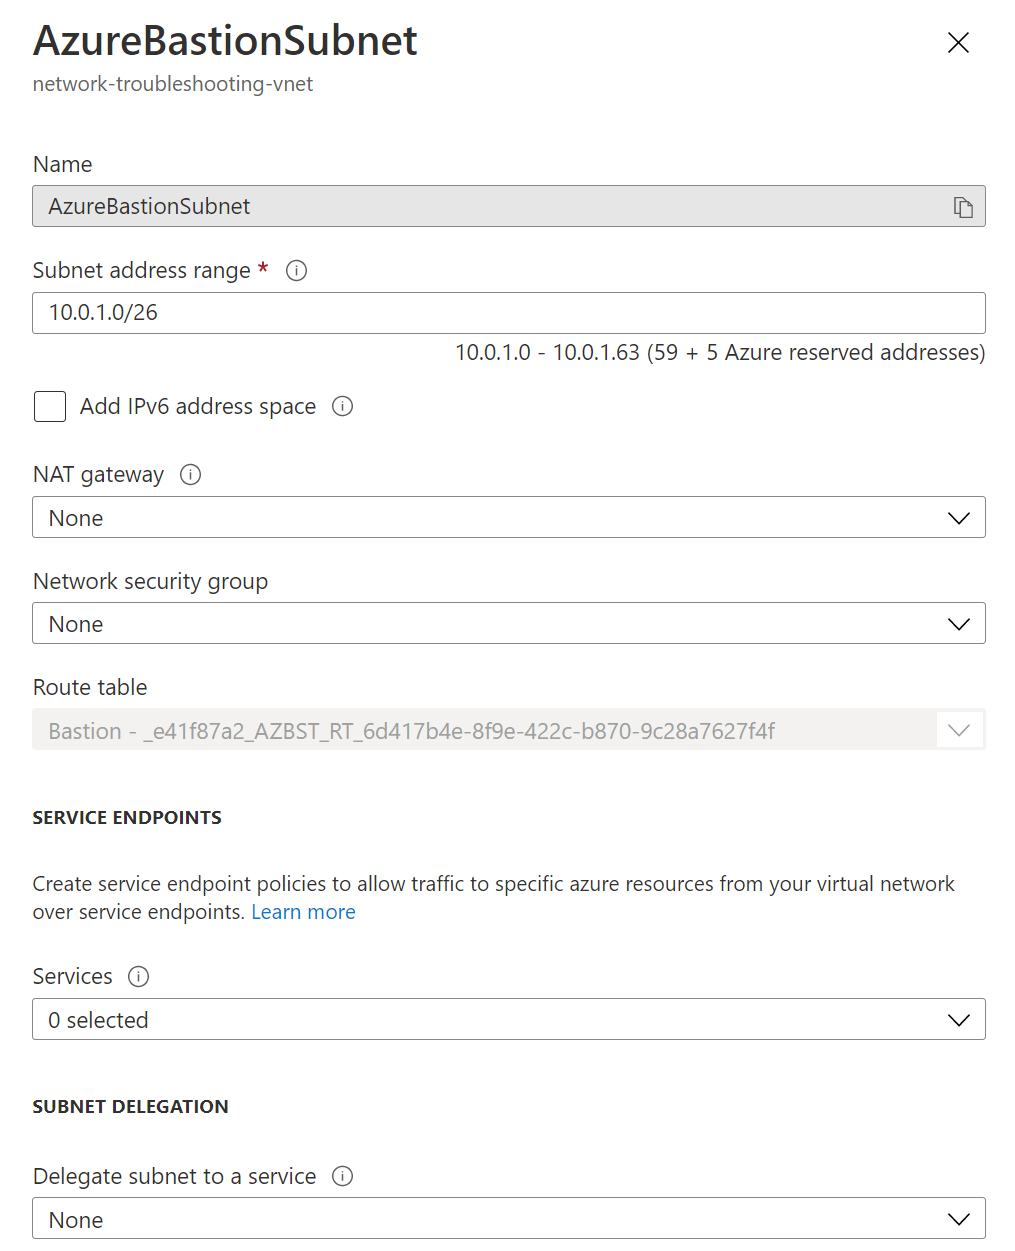 AzureBastionSubnet
network-troubleshooting-vnet
Name
AzureBastionSubnet
Subnet address range *
10.0.1.0/26
10.0.1.0 - 10.0.1.63 (59 + 5 Azure reserved addresses)
Add IPv6 address space
NAT gateway
None
Network security group
None
Route table
Bastion - _e41f87a2_AZBST_RT_6d417b4e-8f9e-422c-b870-9c28a7627f4f
SERVICE ENDPOINTS
Create service endpoint policies to allow traffic to specific azure resources from your virtual network
over service endpoints. Learn more
Services
0 selected
SUBNET DELEGATION
Delegate subnet to a service
None